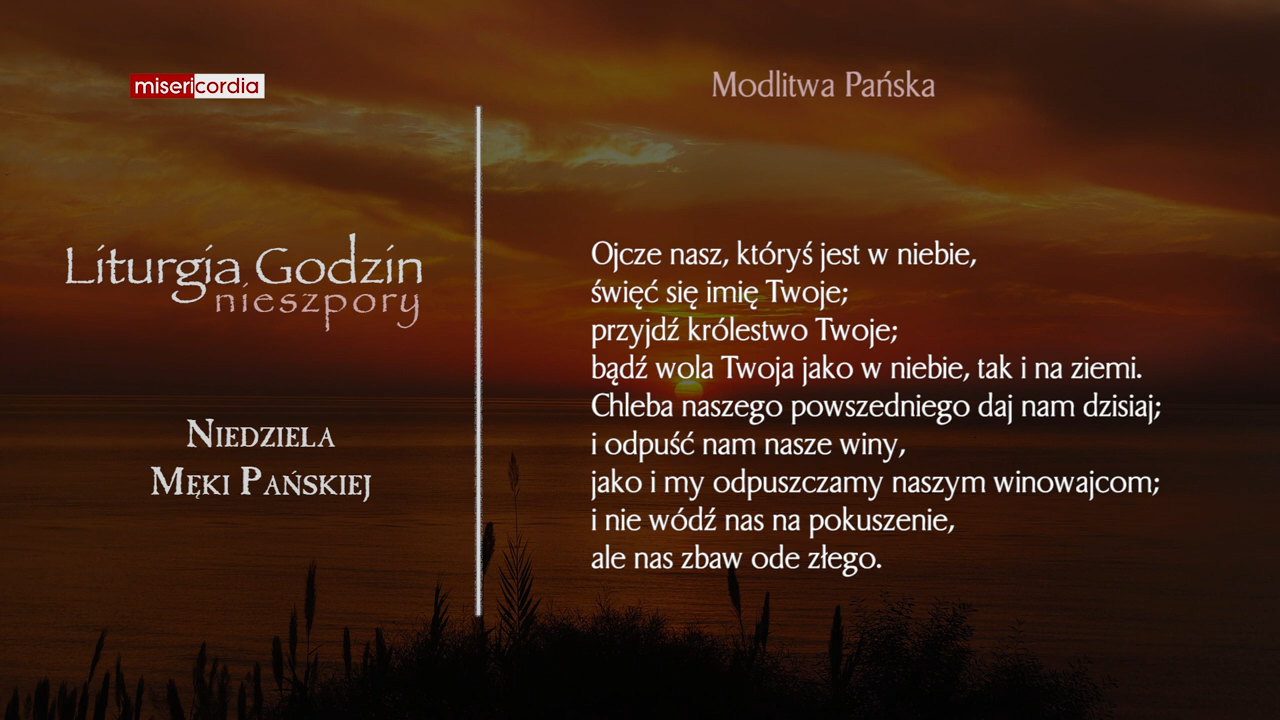 misericordia
Liturgia Godzin
nieszpory
Niedziela
Męki Pańskiej
Modlitwa Pańska
Ojcze nasz, któryś jest w niebie,
święć się imię Twoje;
przyjdź królestwo Twoje;
bądź wola Twoja jako w niebie, tak i na ziemi.
Chleba naszego powszedniego daj nam dzisiaj;
i odpuść nam nasze winy,
jako i my odpuszczamy naszym winowajcom;
i nie wódź nas na pokuszenie,
ale nas zbaw ode złego.